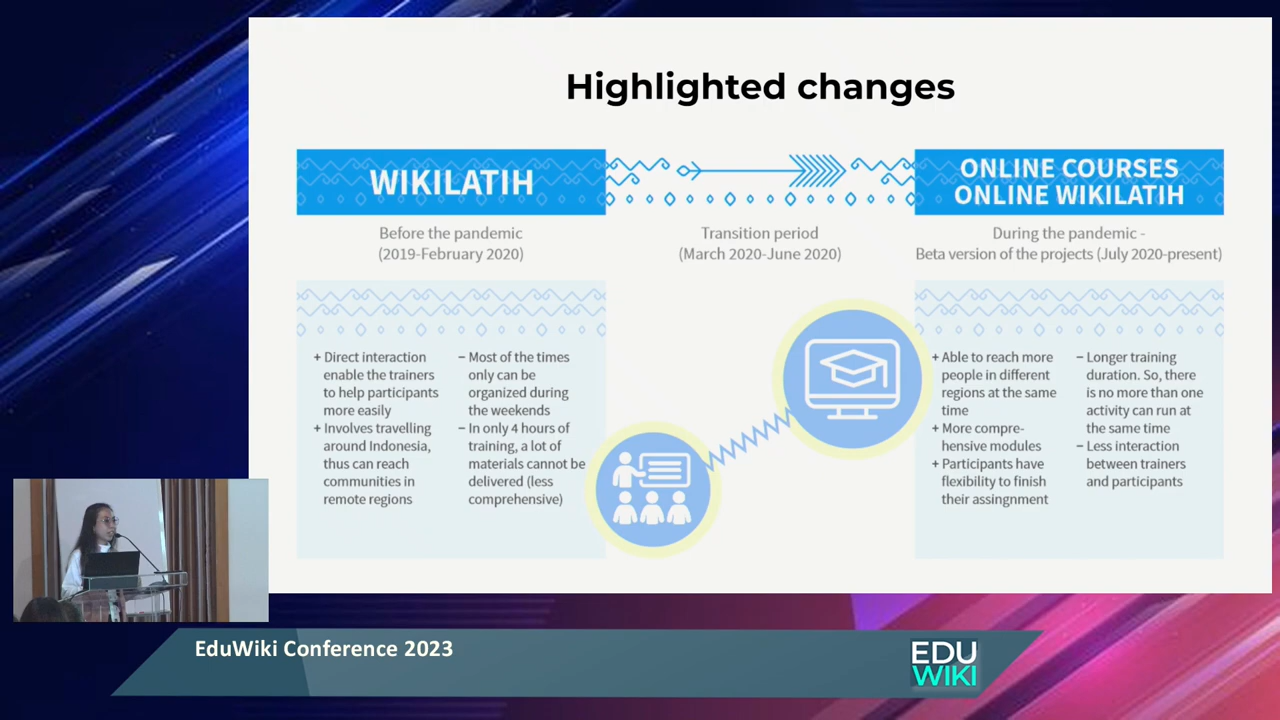 Highlighted changes
WIKILATIH
ONLINE COURSES
ONLINE WIKILATIH
Before the pandemic
(2019-February 2020)
Transition period
(March 2020-June 2020)
During the pandemic -
Beta version of the projects (July 2020-present)
+ Direct interaction
enable the trainers
to help participants
more easily
+ Involves travelling
around Indonesia,
thus can reach
communities in
remote regions
– Most of the times
only can be
organized during
the weekends
– In only 4 hours of
training, a lot of
materials cannot be
delivered (less
comprehensive)
+ Able to reach more
people in different
regions at the same
time
+ More compre-
hensive modules
+ Participants have
flexibility to finish
their assingnment
– Longer training
duration. So, there
is no more than one
activity can run at
the same time
– Less interaction
between trainers
and participants
EduWiki Conference 2023
EDU
WIKI